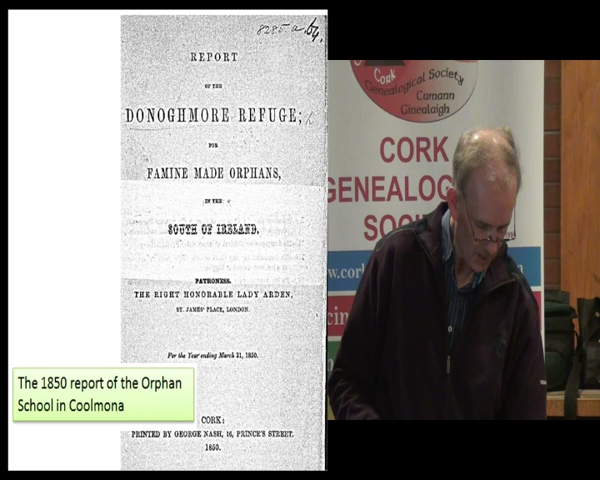 8285. a. 64.
REPORT
OF THE
DONOGHMORE REFUGE;
FOR
FAMINE MADE ORPHANS,
IN THE
SOUTH OF IRELAND.
PATRONESS.
THE RIGHT HONORABLE LADY ARDEN,
ST. JAMES' PLACE, LONDON.
For the Year ending March 31, 1850.
CORK:
PRINTED BY GEORGE NASH, 16, PRINCE'S STREET.
1850.
The 1850 report of the Orphan
School in Coolmona
Cork
Genealogical Society
Cumann
Ginealaigh
CORK
GENEALOG
SOCI
www.cork